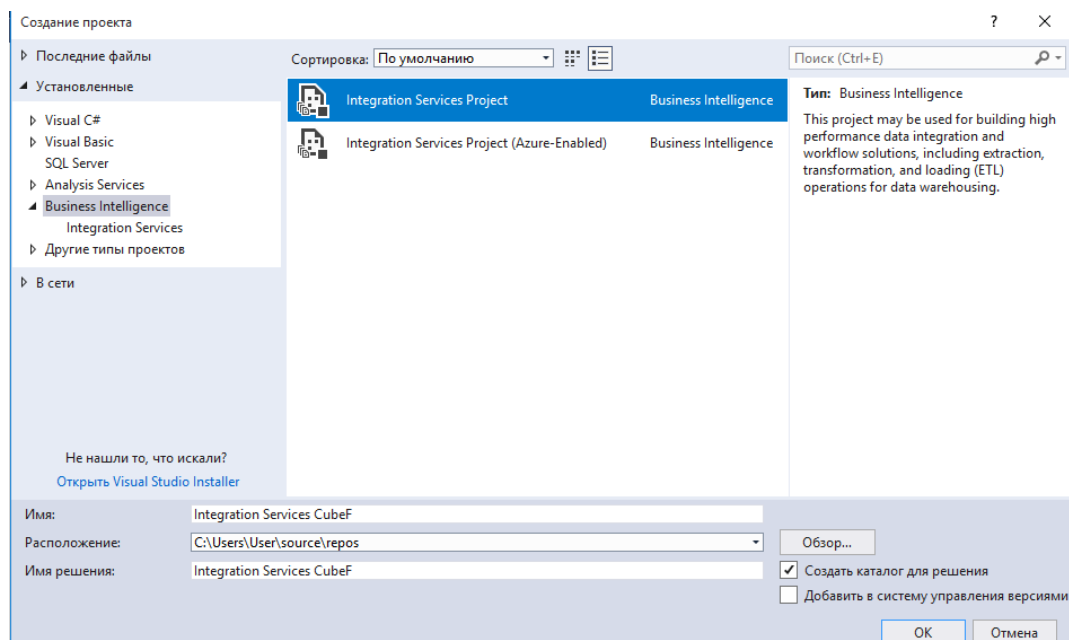 Создание проекта
?
Последние файлы
Установленные
Visual C#
Visual Basic
SQL Server
Analysis Services
Business Intelligence
Integration Services
Другие типы проектов
В сети
Не нашли то, что искали?
Открыть Visual Studio Installer
Сортировка: По умолчанию
Integration Services Project Business Intelligence
Integration Services Project (Azure-Enabled) Business Intelligence
Поиск (Ctrl+E)
Тип: Business Intelligence
This project may be used for building high
performance data integration and
workflow solutions, including extraction,
transformation, and loading (ETL)
operations for data warehousing.
Имя: Integration Services CubeF
Расположение: C:\Users\User\source\repos
Обзор...
Имя решения: Integration Services CubeF
Создать каталог для решения
Добавить в систему управления версиями
OK Отмена